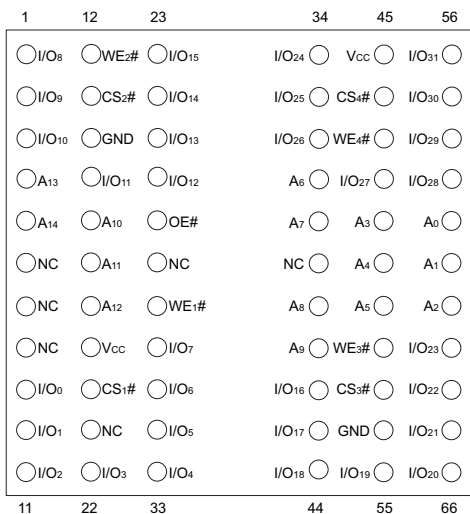 1 12 23 34 45 56
I/O8 WE2# I/O15 I/O24 Vcc I/O31
I/O9 CS2# I/O14 I/O25 CS4# I/O30
I/O10 GND I/O13 I/O26 WE4# I/O29
A13 I/O11 I/O12 A6 I/O27 I/O28
A14 A10 OE# A7 A3 A0
NC A11 NC NC A4 A1
NC A12 WE1# A8 A5 A2
NC Vcc I/O7 A9 WE3# I/O23
I/O0 CS1# I/O6 I/O16 CS3# I/O22
I/O1 NC I/O5 I/O17 GND I/O21
I/O2 I/O3 I/O4 I/O18 I/O19 I/O20
11 22 33 44 55 66